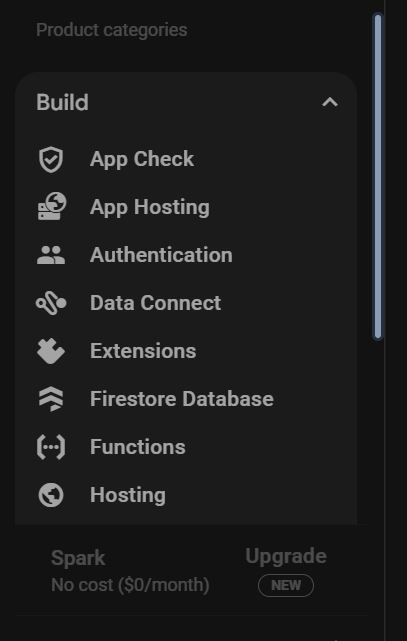 Product categories
Build
App Check
App Hosting
Authentication
Data Connect
Extensions
Firestore Database
Functions
Hosting
Spark
No cost ($0/month)
Upgrade
NEW